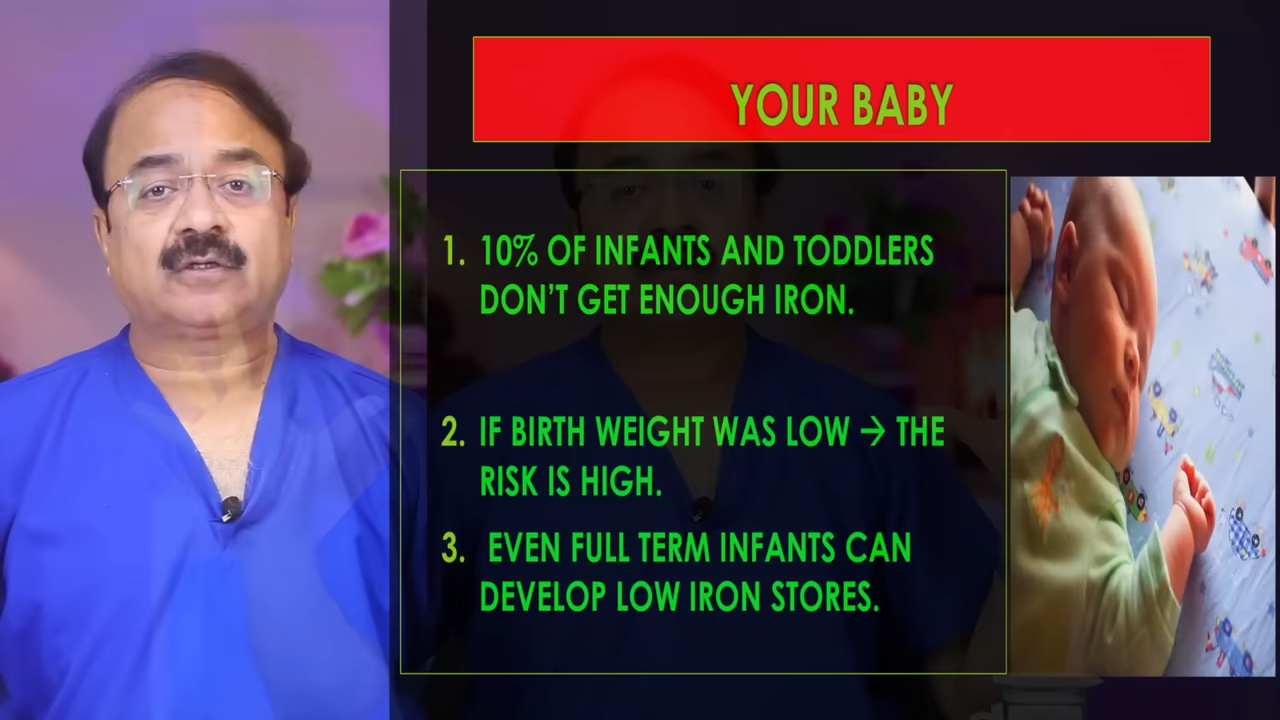 YOUR BABY
1. 10% OF INFANTS AND TODDLERS
DON'T GET ENOUGH IRON.
2. IF BIRTH WEIGHT WAS LOW → THE
RISK IS HIGH.
3. EVEN FULL TERM INFANTS CAN
DEVELOP LOW IRON STORES.